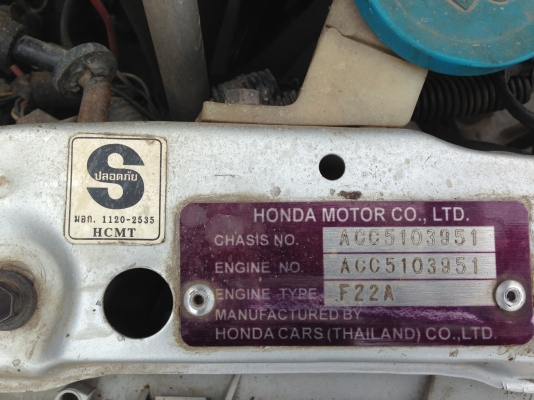 S
ปลอดภัย
มอก. 1120-2535
HCMT
HONDA MOTOR CO., LTD.
CHASIS NO. ACC5103951
ENGINE NO. ACC5103951
ENGINE TYPE F22A
MANUFACTURED BY
HONDA CARS (THAILAND) CO., LTD.